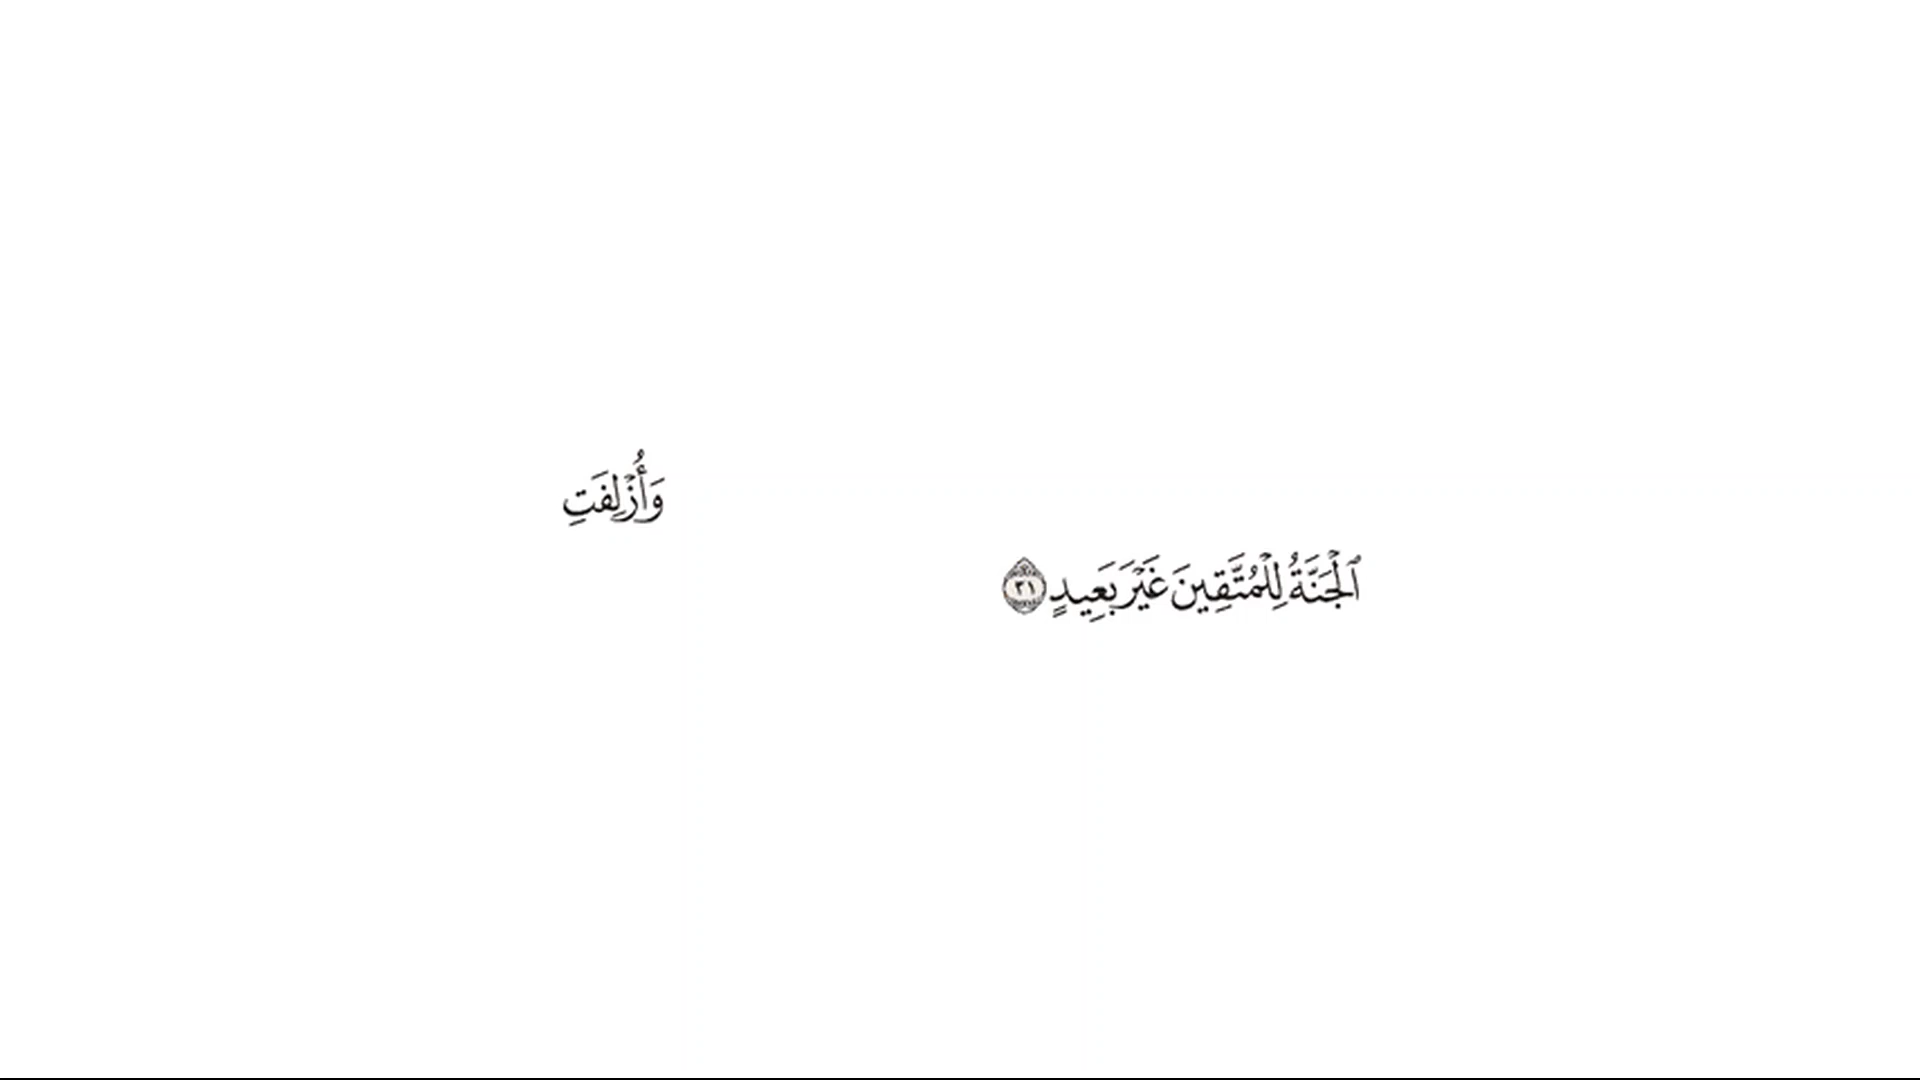 وَأُزۡلِفَتِ
ٱلۡجَنَّةُ لِلۡمُتَّقِينَ غَيۡرَ بَعِيدٍ ٣١